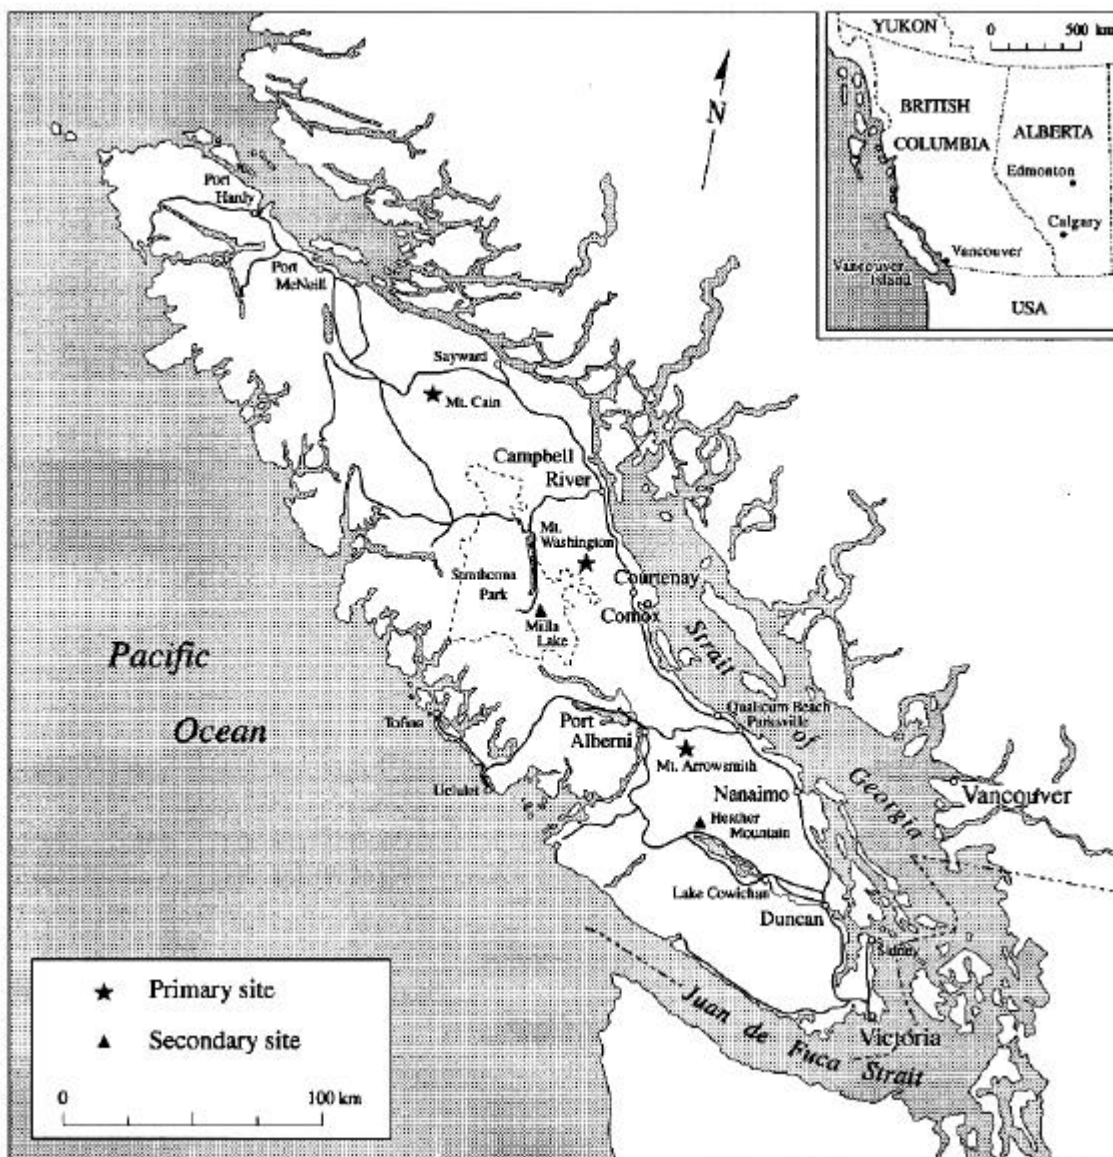 YUKON
0 500 km
BRITISH
COLUMBIA
ALBERTA
Edmonton
Calgary
Vancouver
Vancouver
Island
USA
N
Port
Hardy
Port
McNeill
Sayward
Mt. Cain
Campbell
River
Mt.
Washington
Strathcona
Park
Courtenay
Comox
Milla
Lake
Pacific
Ocean
Strait
of
Georgia
Tofino
Port
Alberni
Qualicum Beach
Parksville
Mt. Arrowsmith
Ucluelet
Nanaimo
Vancouver
Heather
Mountain
Lake Cowichan
Duncan
Sidney
Victoria
Juan de Fuca Strait
Primary site
Secondary site
0 100 km